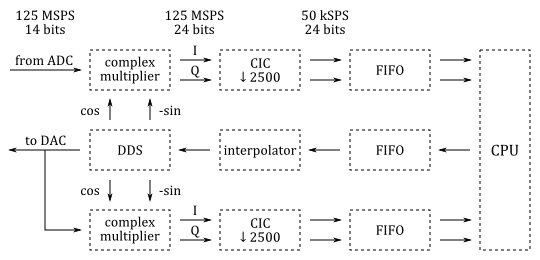 125 MSPS
14 bits
125 MSPS
24 bits
50 kSPS
24 bits
from ADC
complex
multiplier
I
Q
CIC
↓2500
FIFO
cos
-sin
to DAC
DDS
interpolator
FIFO
CPU
cos
-sin
complex
multiplier
I
Q
CIC
↓2500
FIFO